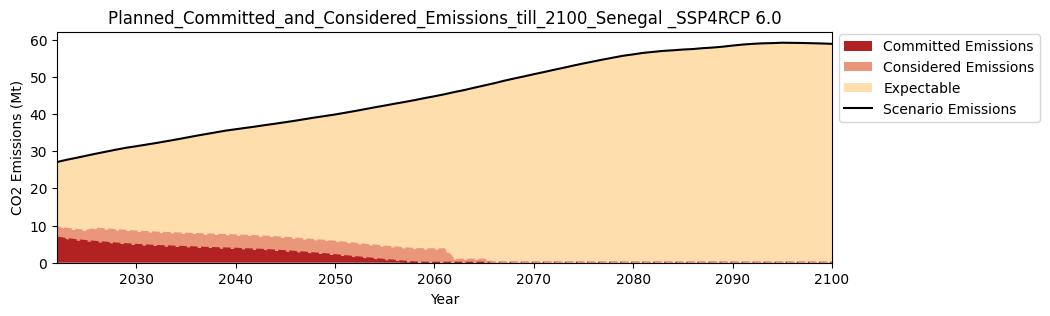 Planned_Committed_and_Considered_Emissions_till_2100_Senegal _SSP4RCP 6.0
60
50
40
30
20
10
0
CO2 Emissions (Mt)
2030 2040 2050 2060 2070 2080 2090 2100
Year
Committed Emissions
Considered Emissions
Expectable
Scenario Emissions